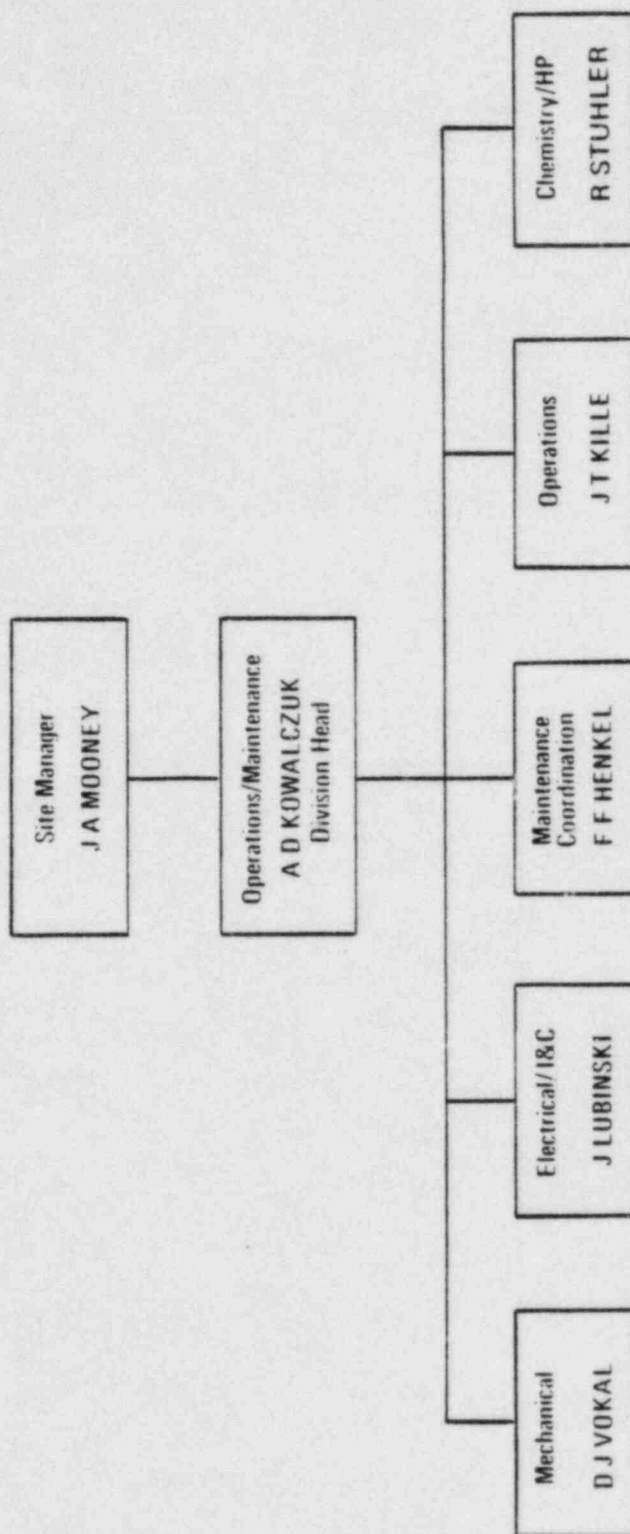 Site Manager
J A MOONEY
Operations/Maintenance
A D KOWALCZUK
Division Head
Mechanical
D J VOKAL
Electrical/I&C
J LUBINSKI
Maintenance
Coordination
F F HENKEL
Operations
J T KILLE
Chemistry/HP
R STUHLER